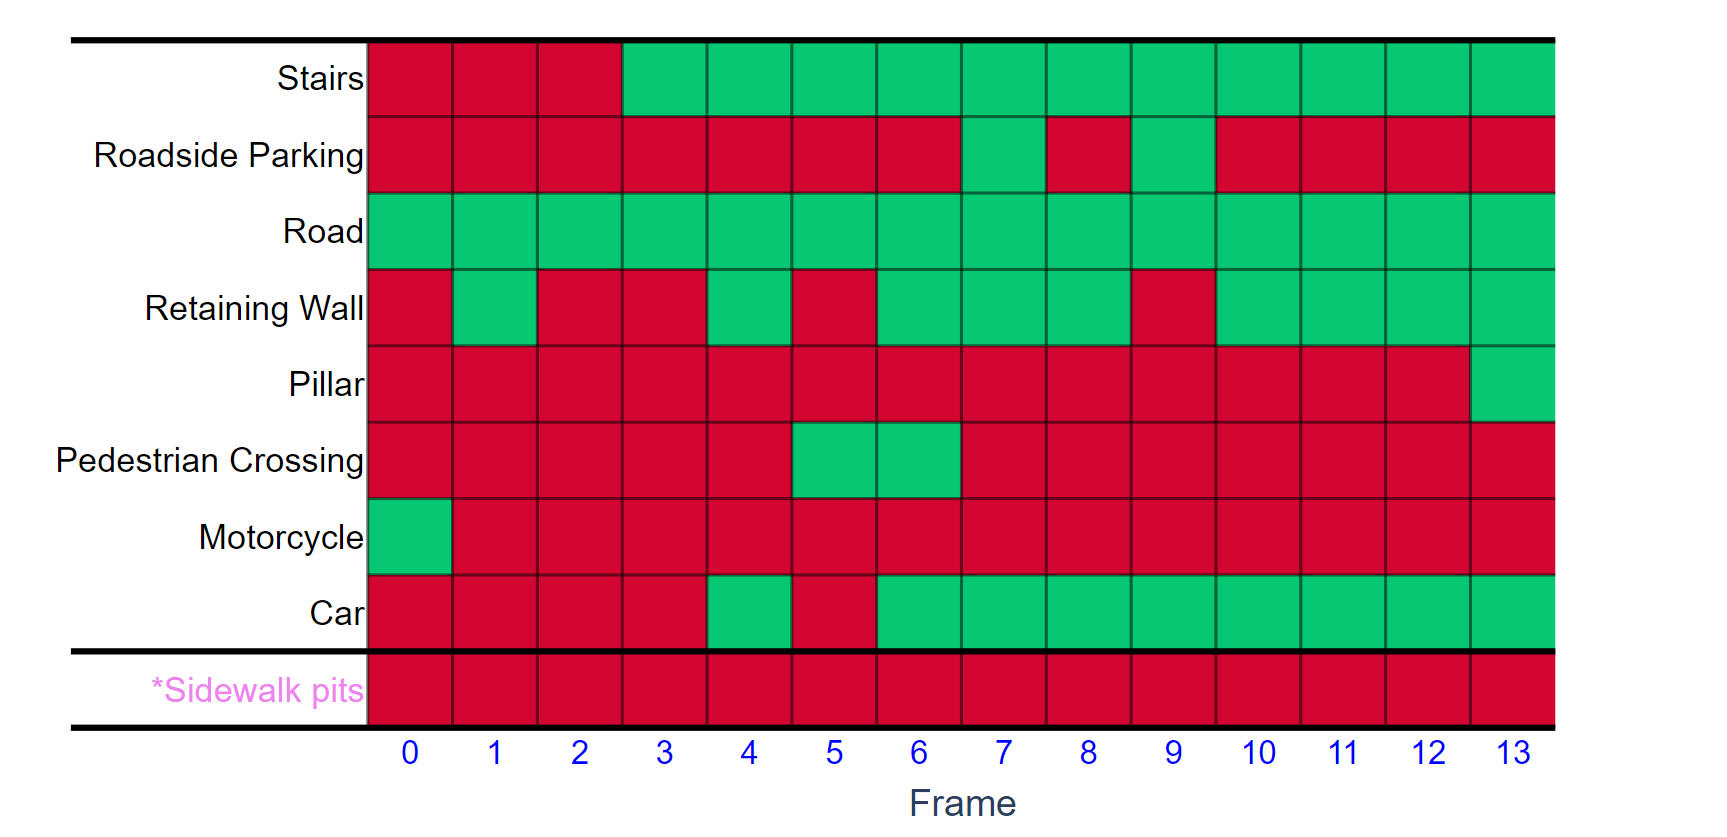 Stairs
Roadside Parking
Road
Retaining Wall
Pillar
Pedestrian Crossing
Motorcycle
Car
*Sidewalk pits
0 1 2 3 4 5 6 7 8 9 10 11 12 13
Frame